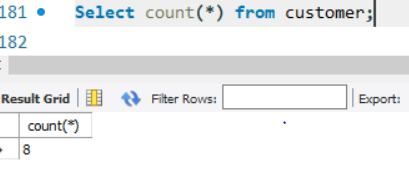 181 Select count(*) from customer;
182
Result Grid Filter Rows: Export:
count(*)
8